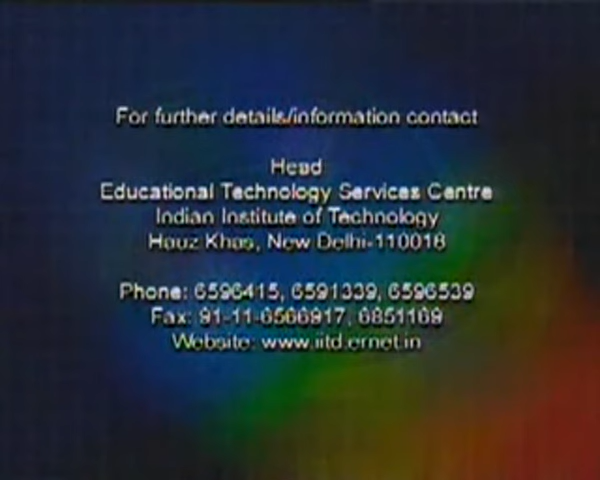 For further details/information contact
Head
Educational Technology Services Centre
Indian Institute of Technology
Hauz Khas, New Delhi-110016
Phone: 6596415, 6591339, 6596539
Fax: 91-11-6566917, 6851169
Website: www.iitd.ernet.in